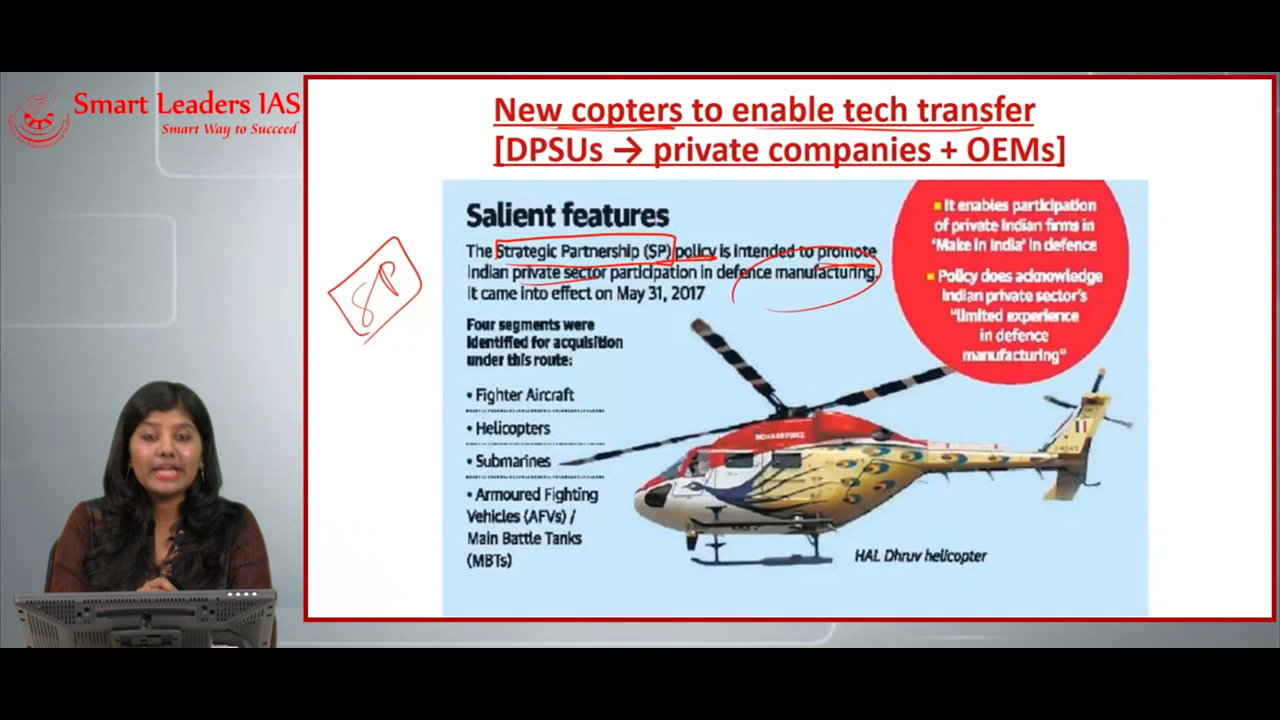 Smart Leaders IAS
Smart Way to Succeed
New copters to enable tech transfer
[DPSUs → private companies + OEMs]
Salient features
The Strategic Partnership (SP) policy is intended to promote
Indian private sector participation in defence manufacturing.
It came into effect on May 31, 2017
SP
Four segments were
identified for acquisition
under this route:
• Fighter Aircraft
• Helicopters
• Submarines
• Armoured Fighting
Vehicles (AFVs) /
Main Battle Tanks
(MBTs)
It enables participation
of private Indian firms in
'Make in India' in defence
Policy does acknowledge
Indian private sector's
"limited experience
in defence
manufacturing"
INDIAN AIR FORCE
HAL Dhruv helicopter